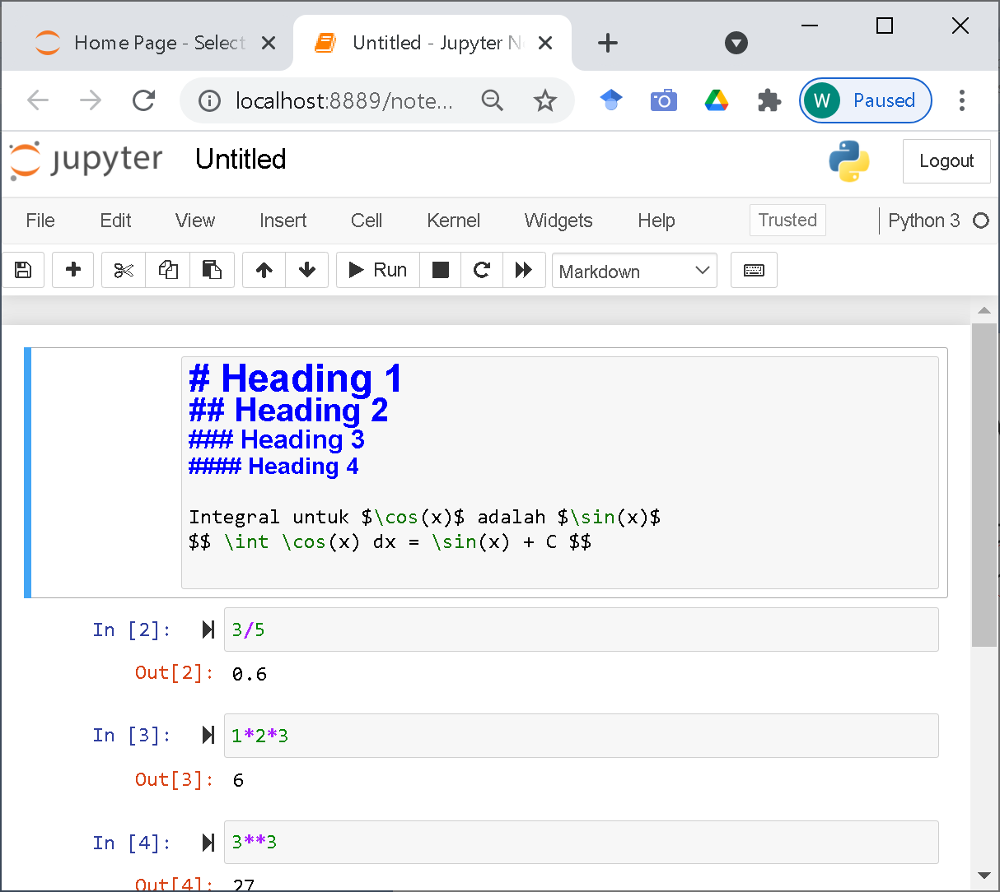 Home Page - Select
Untitled - Jupyter N
localhost:8889/note...
W
Paused
jupyter
Untitled
Logout
File Edit View Insert Cell Kernel Widgets Help Trusted Python 3
Run Markdown
# Heading 1
## Heading 2
### Heading 3
#### Heading 4
Integral untuk $\cos(x)$ adalah $\sin(x)$
$$ \int \cos(x) dx = \sin(x) + C $$
In [2]: 3/5
Out[2]: 0.6
In [3]: 1*2*3
Out[3]: 6
In [4]: 3**3
Out[4]: 27